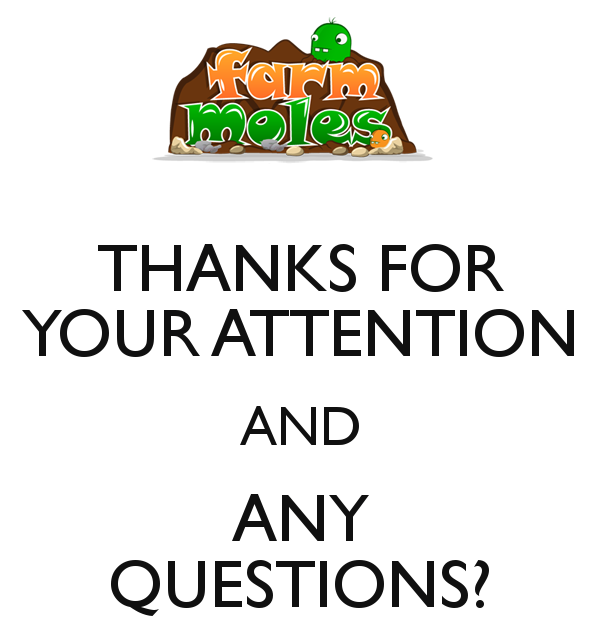 farm
moles
THANKS FOR
YOUR ATTENTION
AND
ANY
QUESTIONS?